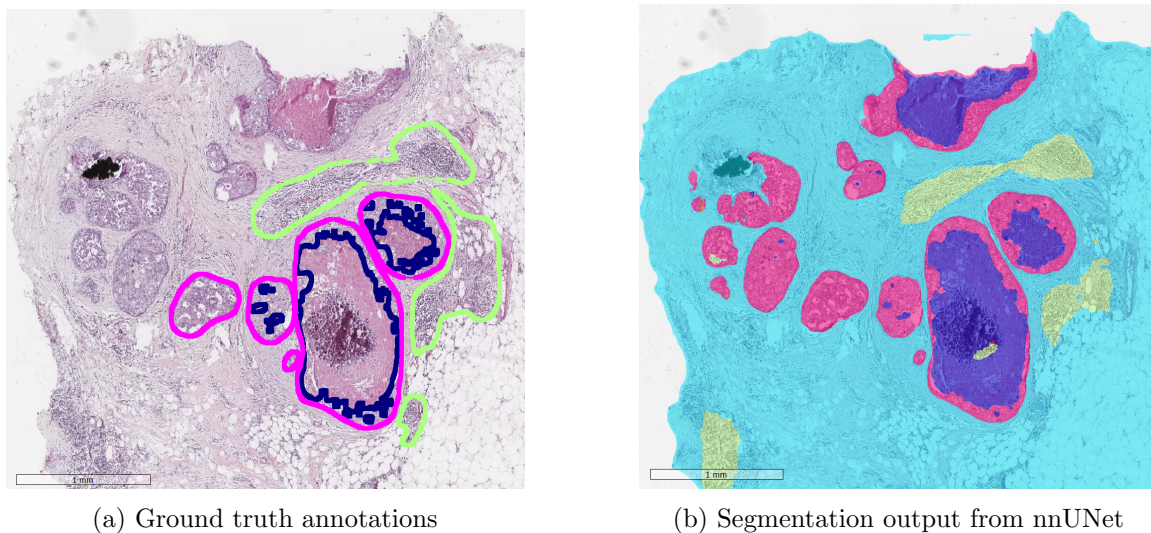 1 mm
1 mm
(a) Ground truth annotations
(b) Segmentation output from nnUNet